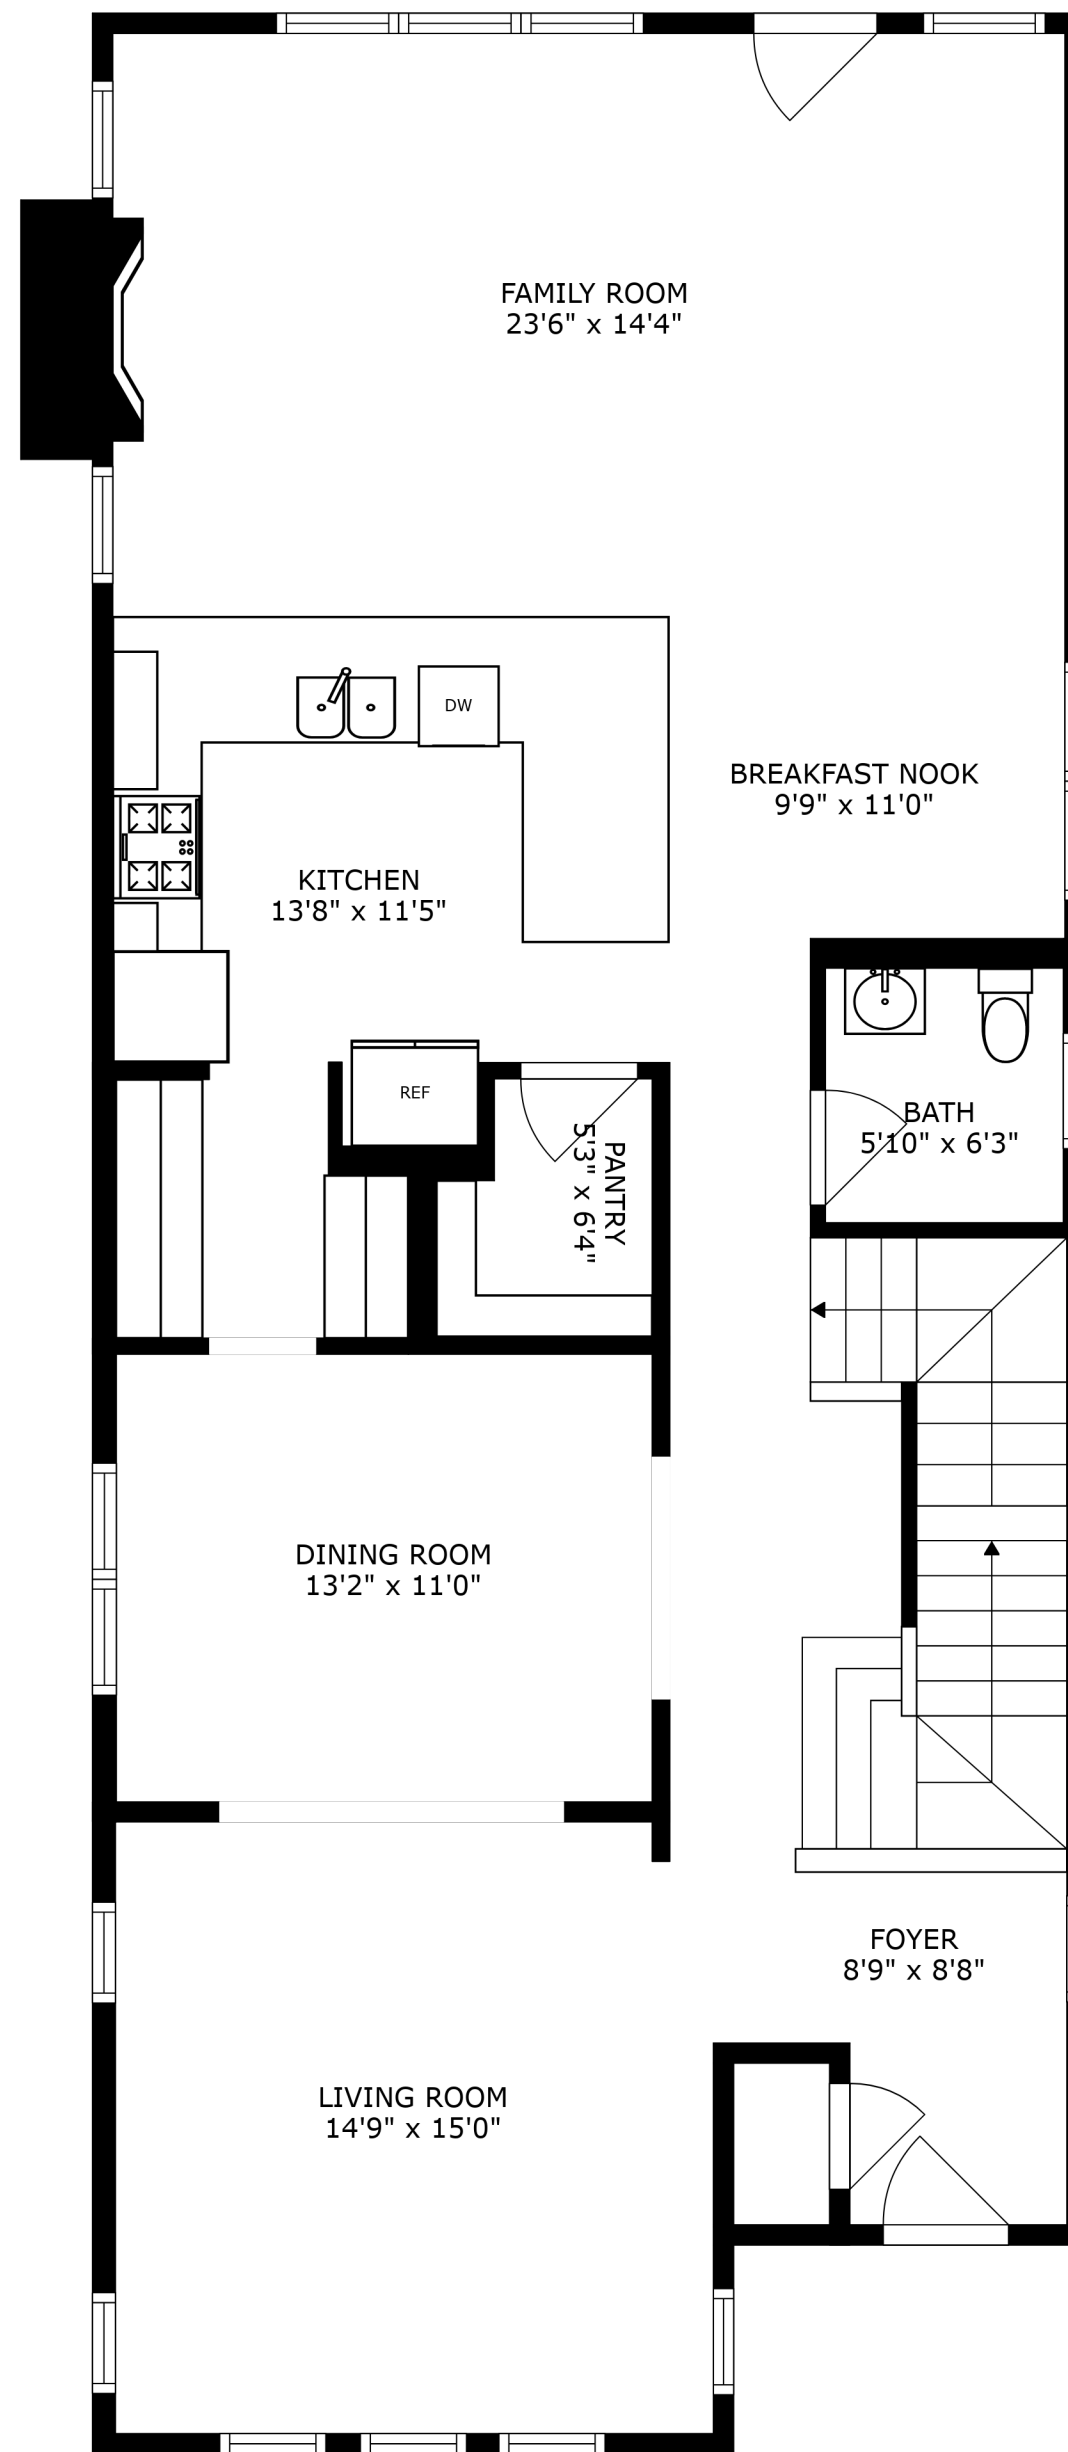 FAMILY ROOM
23'6" x 14'4"
DW
BREAKFAST NOOK
9'9" x 11'0"
KITCHEN
13'8" x 11'5"
REF
BATH
5'10" x 6'3"
PANTRY
5'3" x 6'4"
DINING ROOM
13'2" x 11'0"
FOYER
8'9" x 8'8"
LIVING ROOM
14'9" x 15'0"